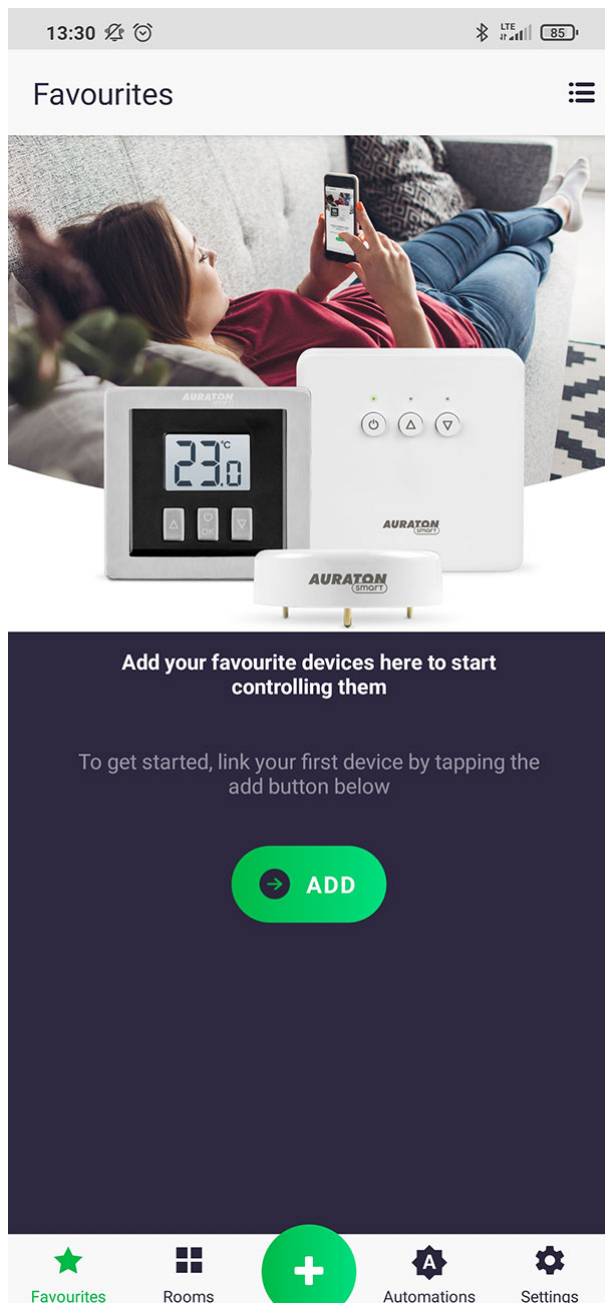 13:30
LTE
85
Favourites
AURATON
smart
23.0
°C
OK
AURATON
smart
AURATON
smart
Add your favourite devices here to start
controlling them
To get started, link your first device by tapping the
add button below
ADD
A
Favourites
Rooms
Automations
Settings